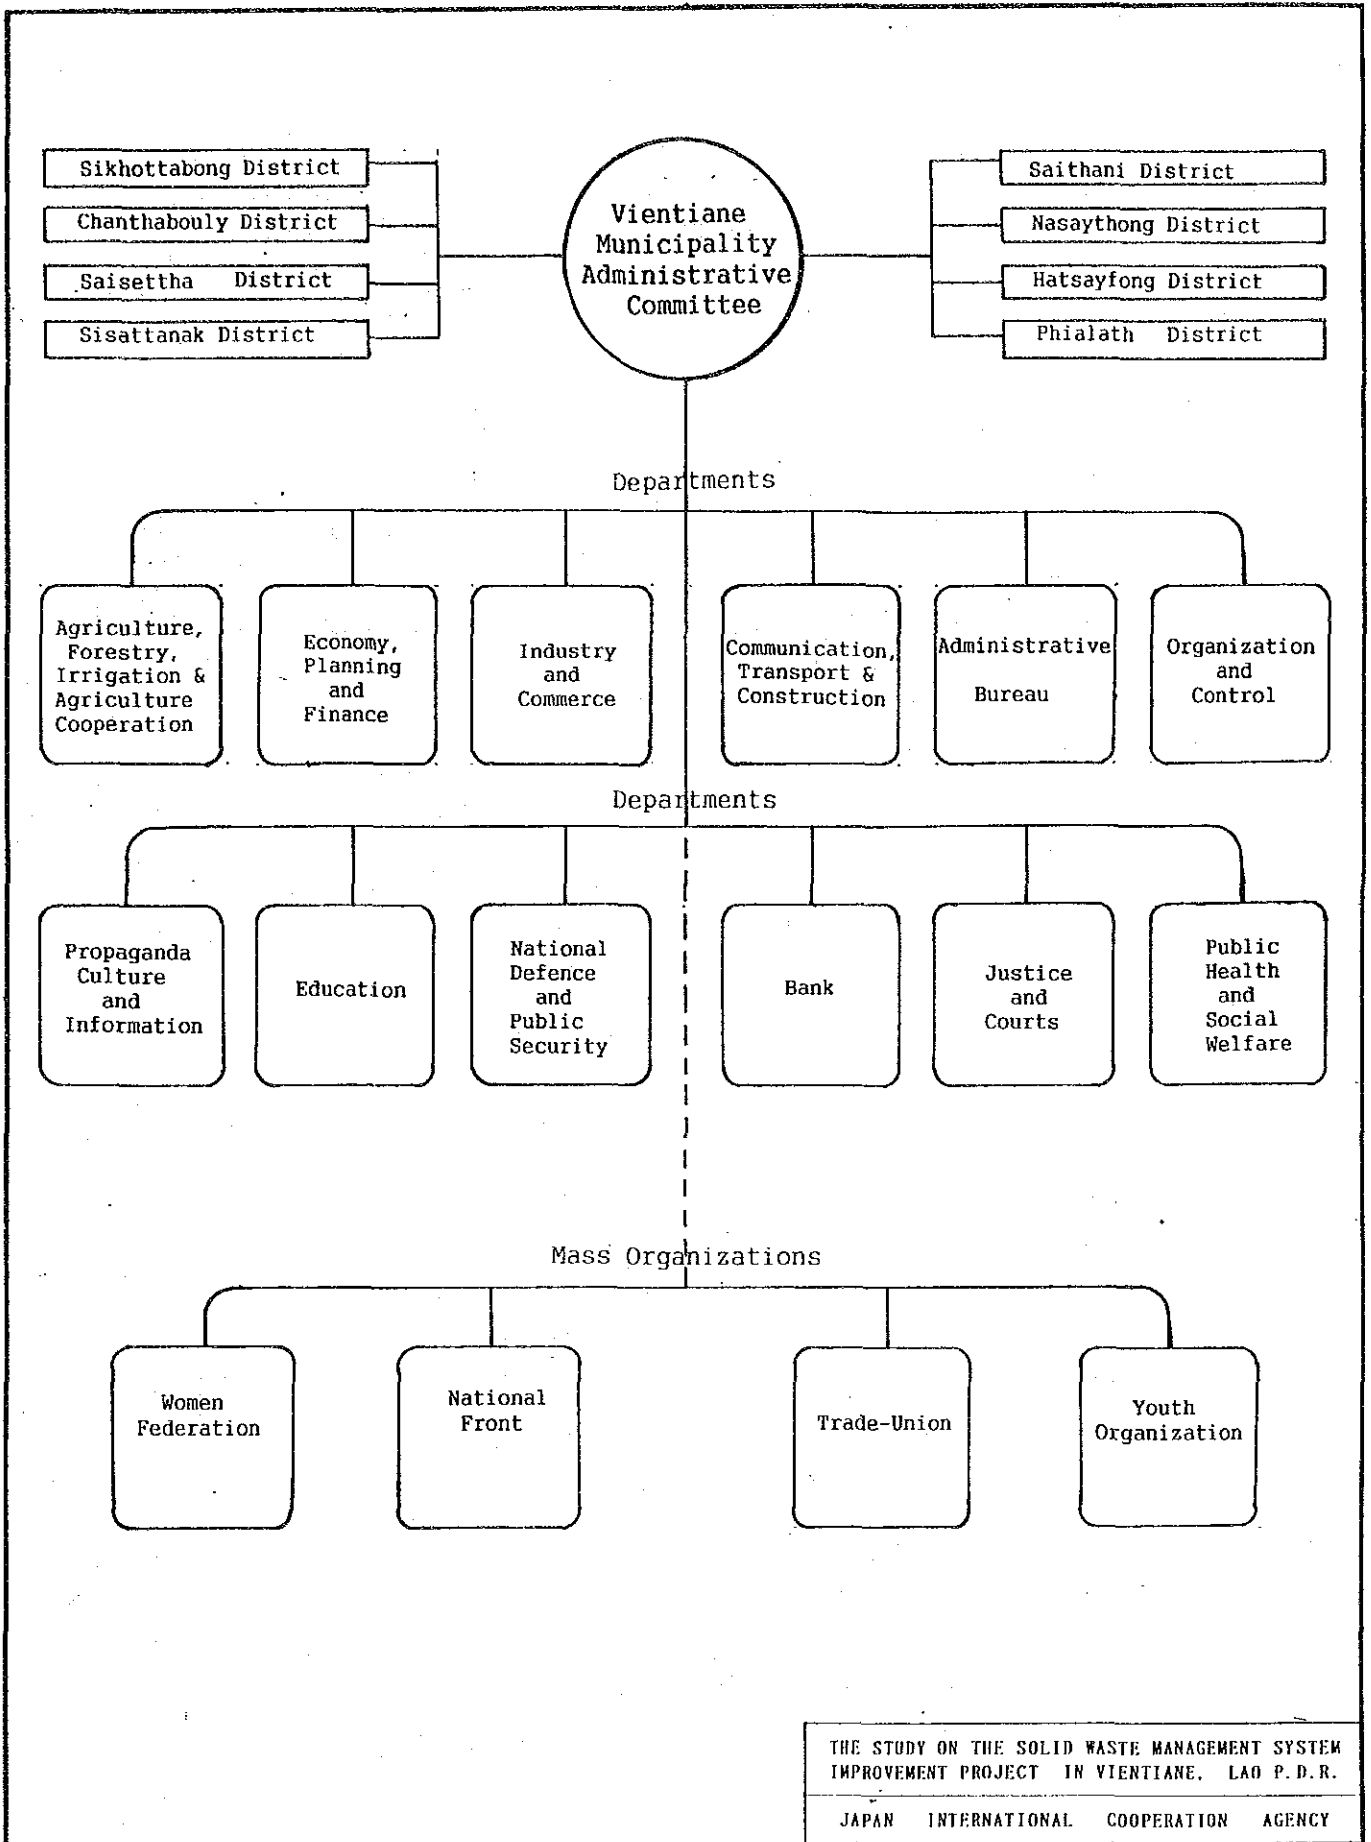 Sikhottabong District
Chanthabouly District
Saisettha District
Sisattanak District
Vientiane
Municipality
Administrative
Committee
Saithani District
Nasaythong District
Hatsayfong District
Phialath District
Departments
Agriculture,
Forestry,
Irrigation &
Agriculture
Cooperation
Economy,
Planning
and
Finance
Industry
and
Commerce
Communication,
Transport &
Construction
Administrative
Bureau
Organization
and
Control
Departments
Propaganda
Culture
and
Information
Education
National
Defence
and
Public
Security
Bank
Justice
and
Courts
Public
Health
and
Social
Welfare
Mass Organizations
Women
Federation
National
Front
Trade-Union
Youth
Organization
THE STUDY ON THE SOLID WASTE MANAGEMENT SYSTEM
IMPROVEMENT PROJECT IN VIENTIANE, LAO P.D.R.
JAPAN INTERNATIONAL COOPERATION AGENCY